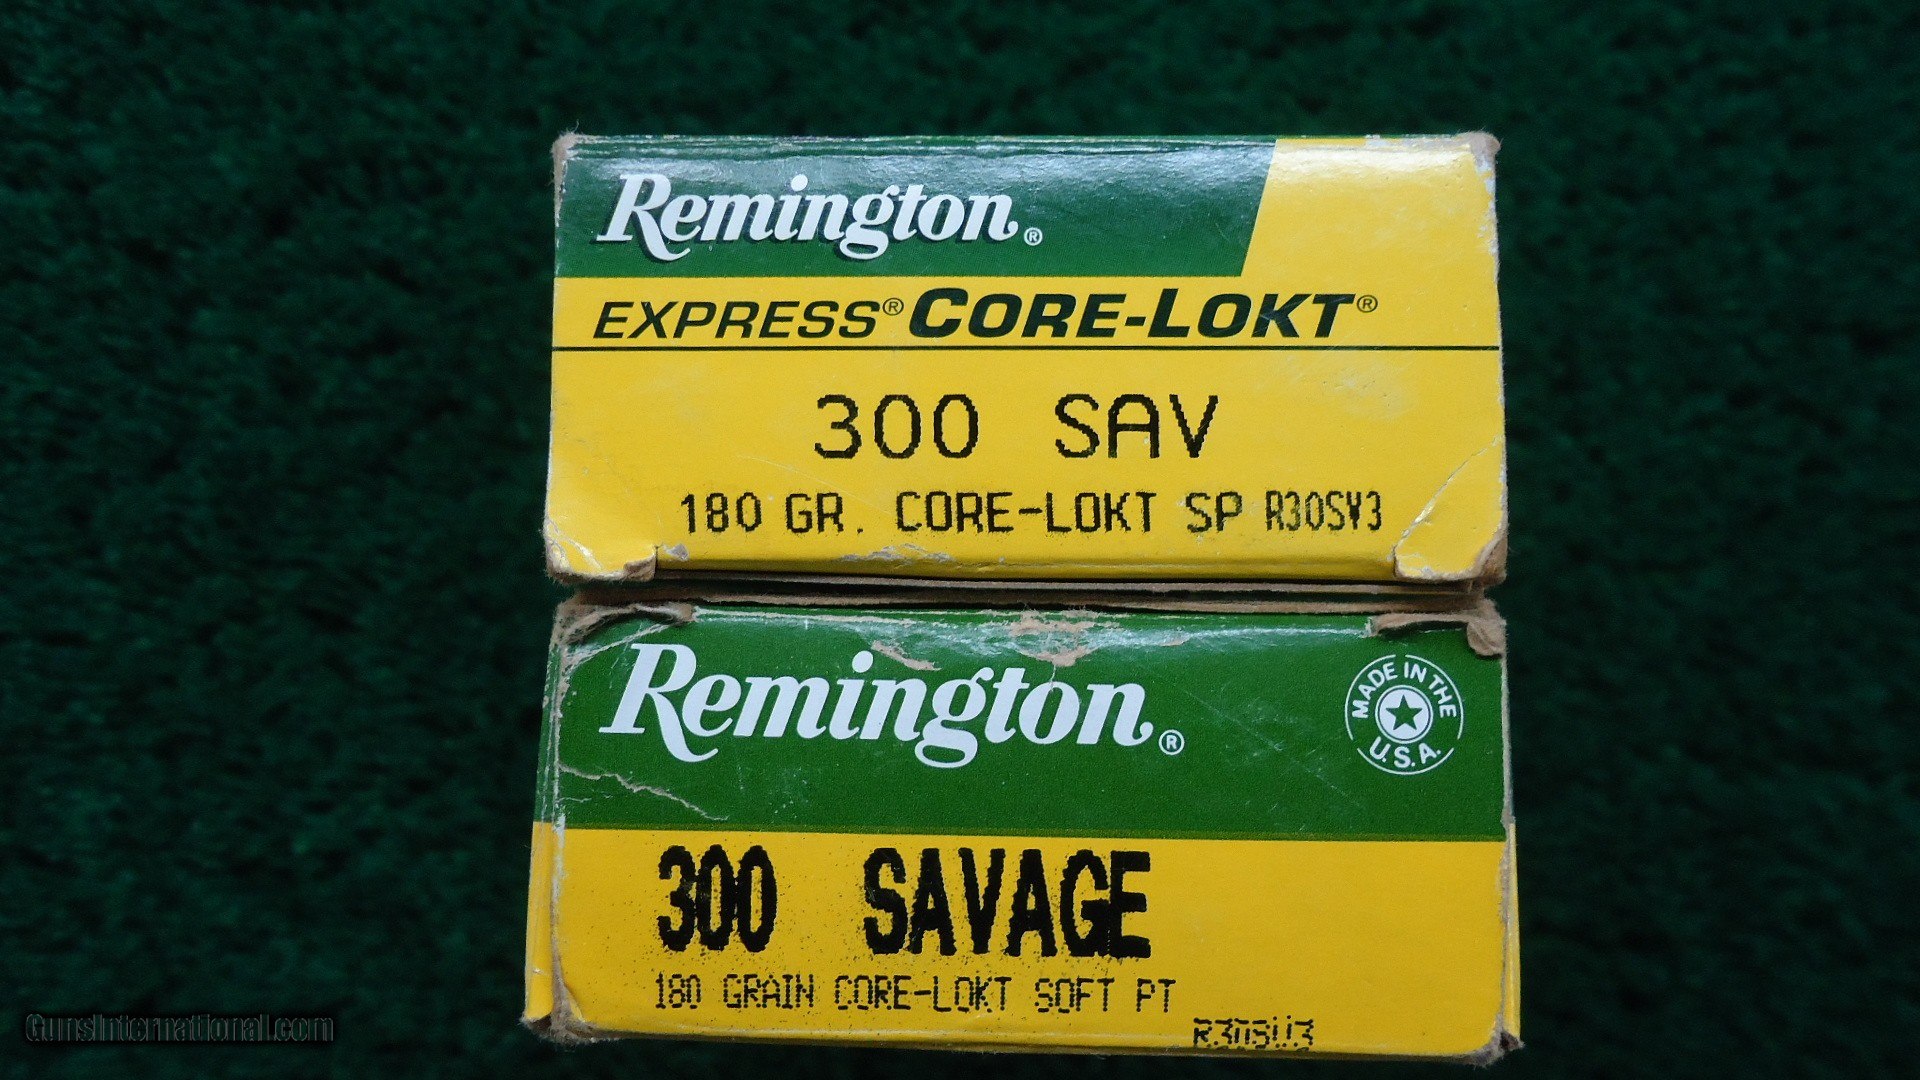 Remington®
EXPRESS® CORE-LOKT®
300 SAV
180 GR. CORE-LOKT SP R30SV3
Remington®
MADE IN THE
U.S.A.
300 SAVAGE
180 GRAIN CORE-LOKT SOFT PT
R30SV3
GunsInternational.com